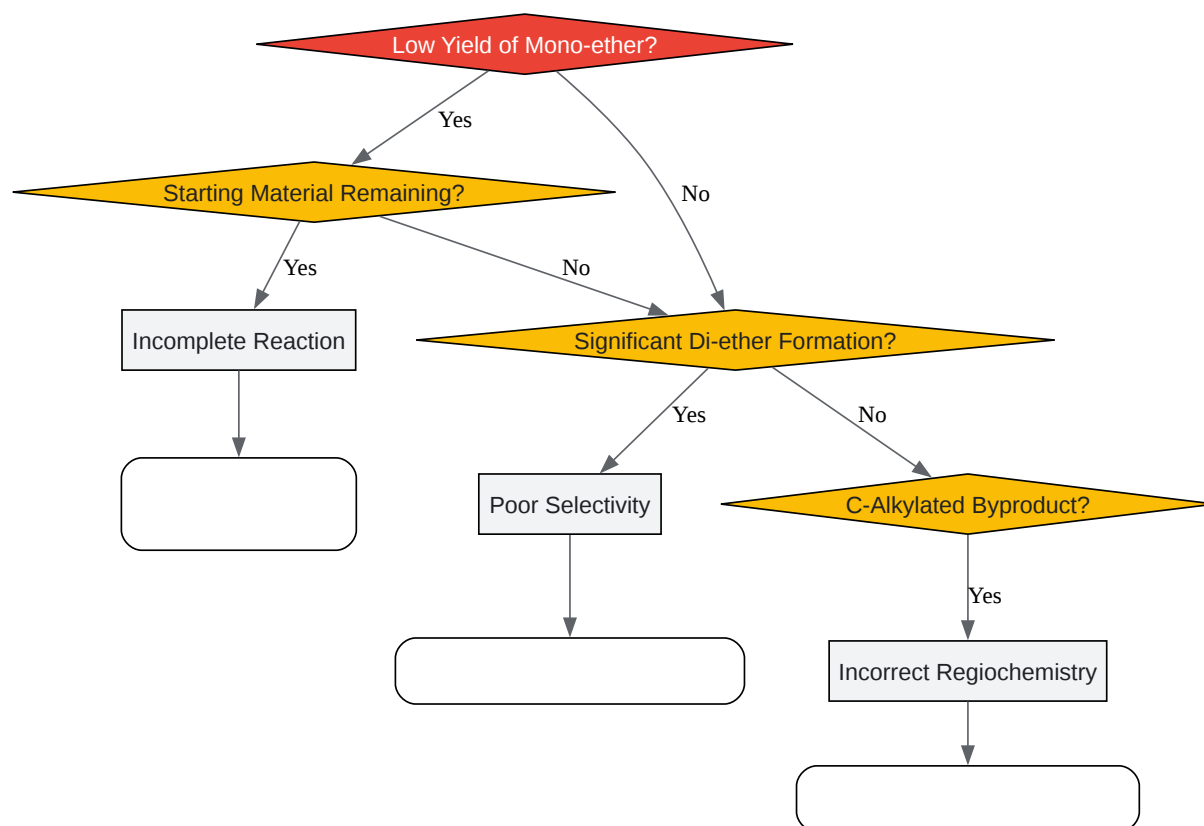 Low Yield of Mono-ether?
Yes
Starting Material Remaining?
No
Yes
No
Incomplete Reaction
Significant Di-ether Formation?
Yes
No
Poor Selectivity
C-Alkylated Byproduct?
Yes
Incorrect Regiochemistry